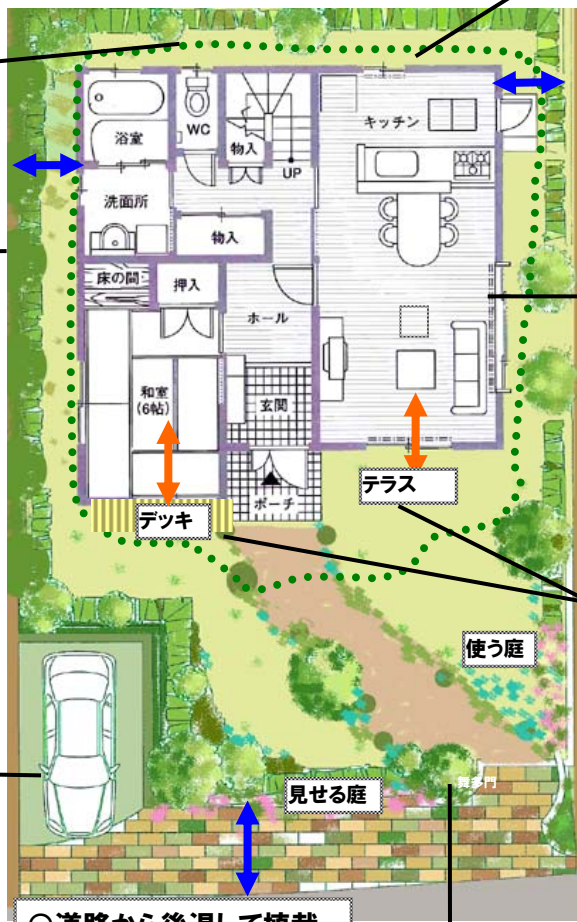 キッチン
浴室
WC
物入
UP
洗面所
物入
床の間
押入
ホール
和室
(6帖)
玄関
テラス
デッキ
ポーチ
使う庭
見せる庭
○道路から後退して植栽